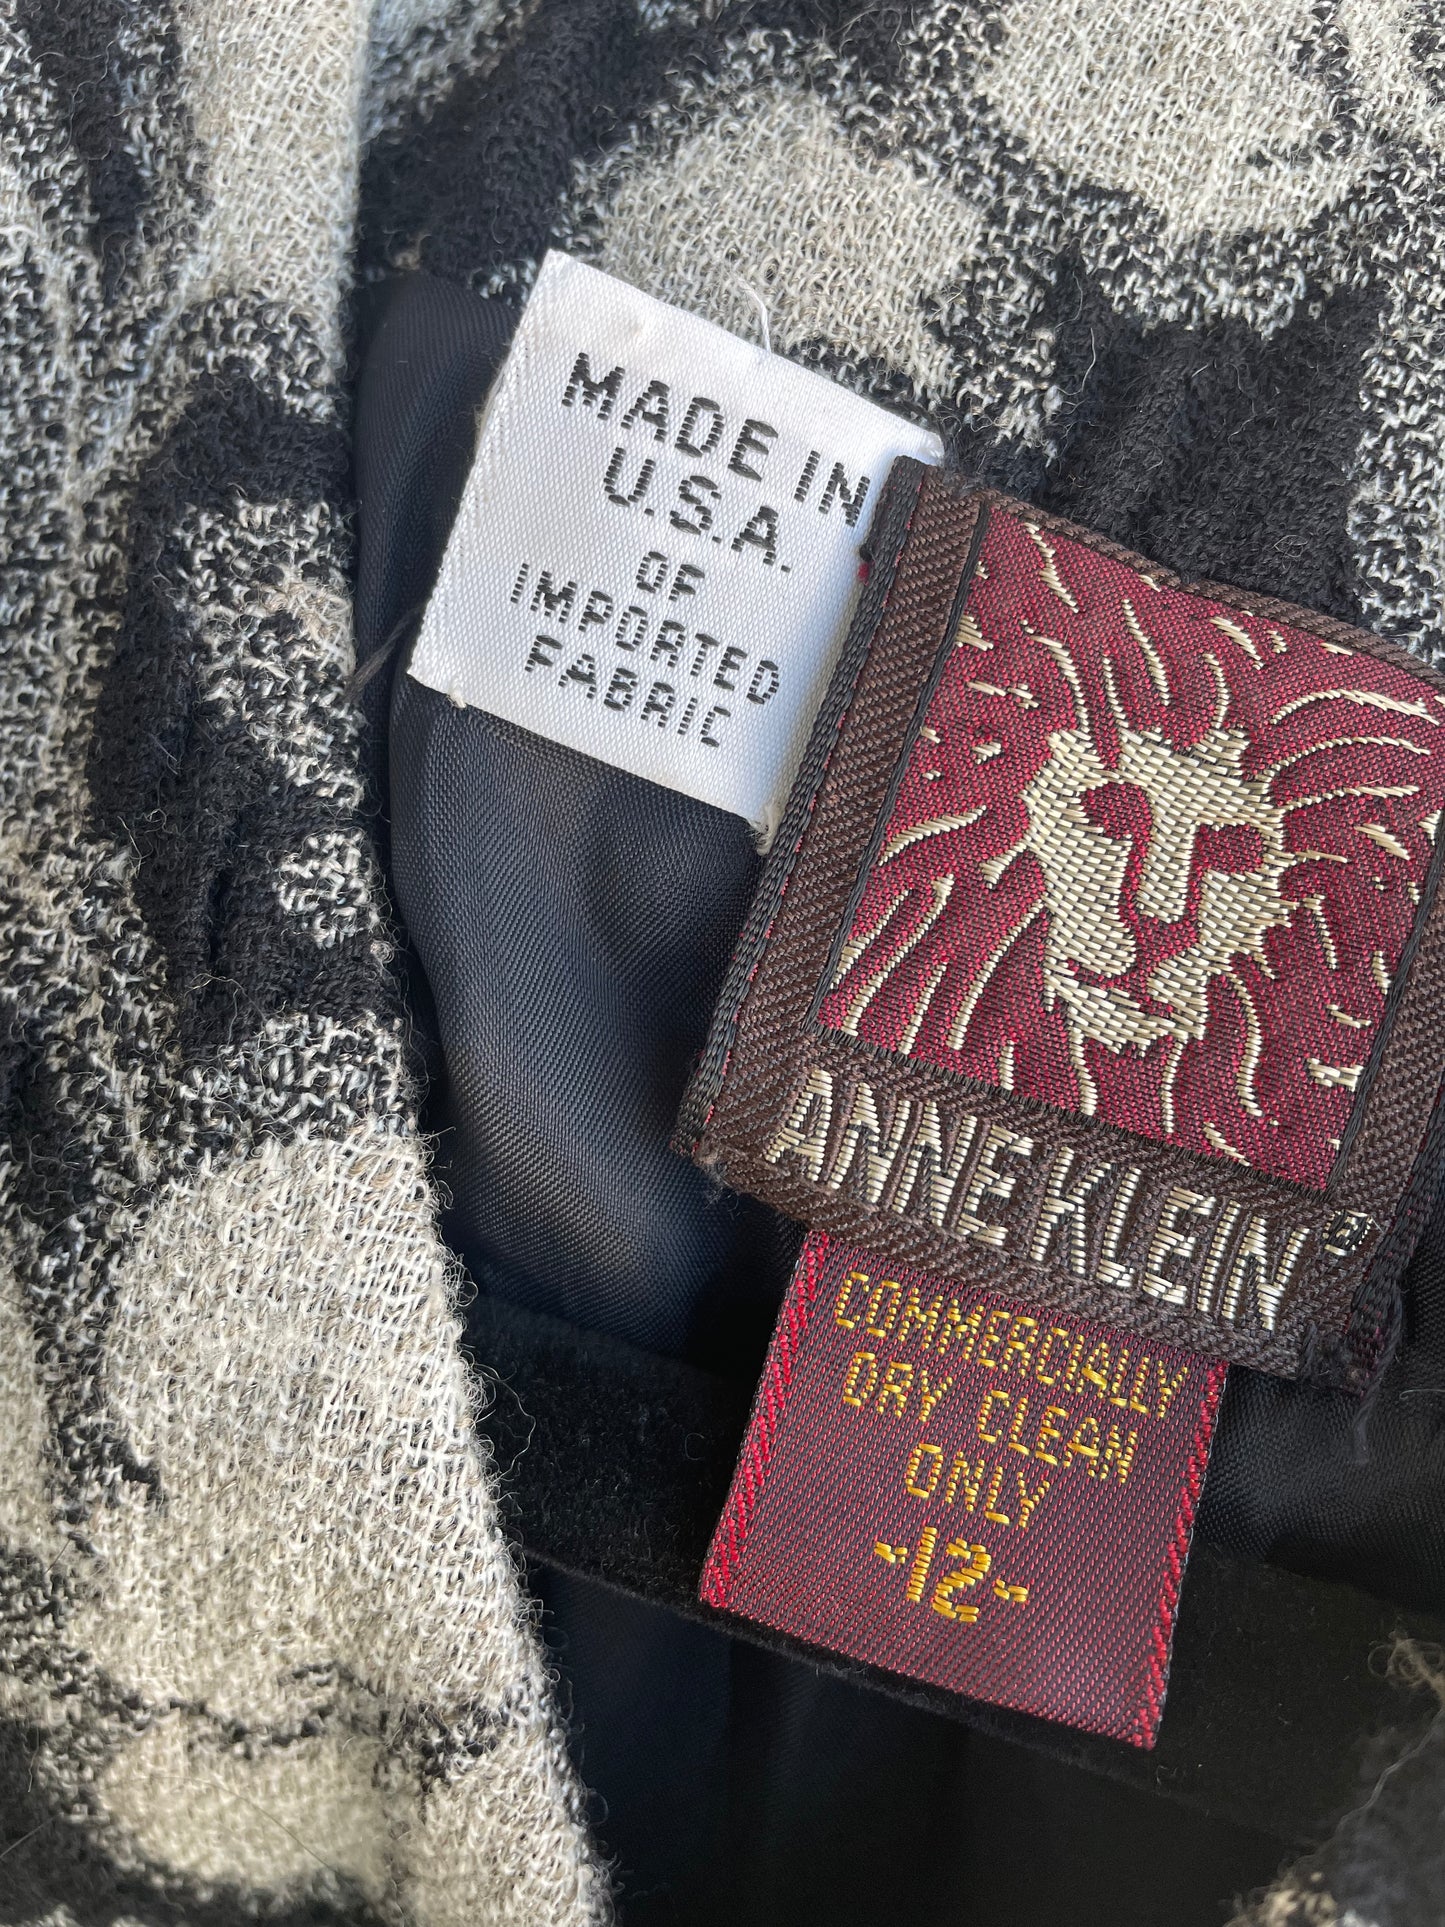 MADE IN
U.S.A.
OF
IMPORTED
FABRIC
ANNE KLEIN®
COMMERCIALLY
DRY CLEAN
ONLY
-12-